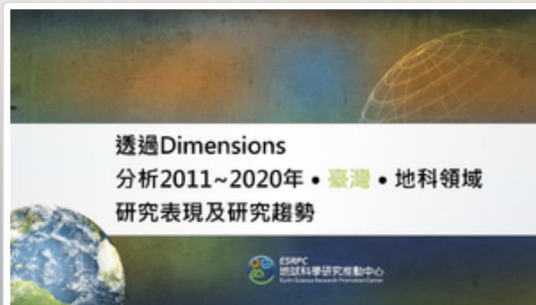 透過Dimensions
分析2011~2020年 • 臺灣 • 地科領域
研究表現及研究趨勢
ESRPC
地球科學研究推動中心
Earth Science Research Promotion Center